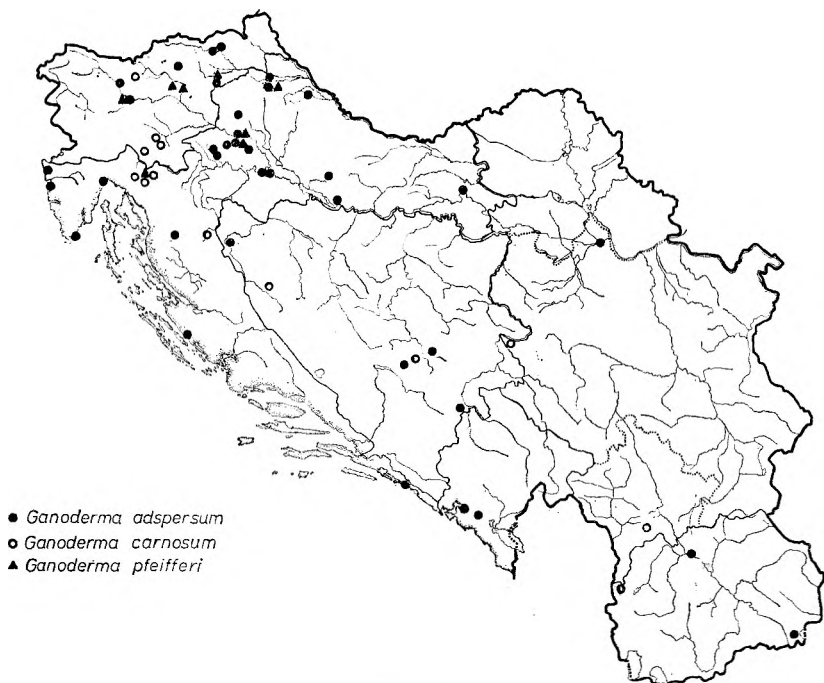 ● Ganoderma adspersum
○ Ganoderma carnosum
▲ Ganoderma pfeifferi